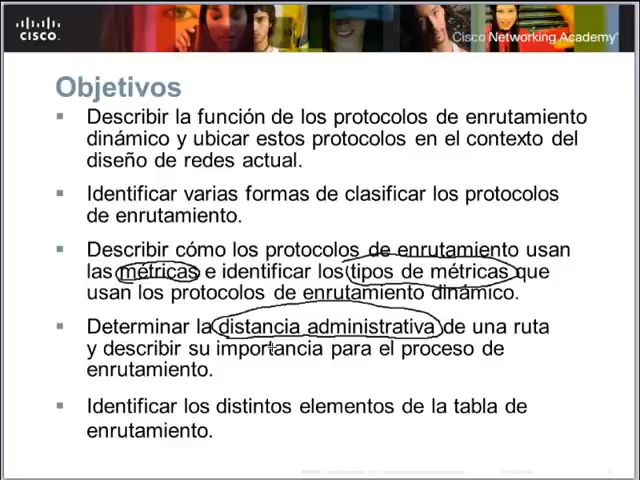 CISCO.
Cisco Networking Academy
Objetivos
Describir la función de los protocolos de enrutamiento
dinámico y ubicar estos protocolos en el contexto del
diseño de redes actual.
Identificar varias formas de clasificar los protocolos
de enrutamiento.
Describir cómo los protocolos de enrutamiento usan
las métricas e identificar los tipos de métricas que
usan los protocolos de enrutamiento dinámico.
Determinar la distancia administrativa de una ruta
y describir su importancia para el proceso de
enrutamiento.
Identificar los distintos elementos de la tabla de
enrutamiento.